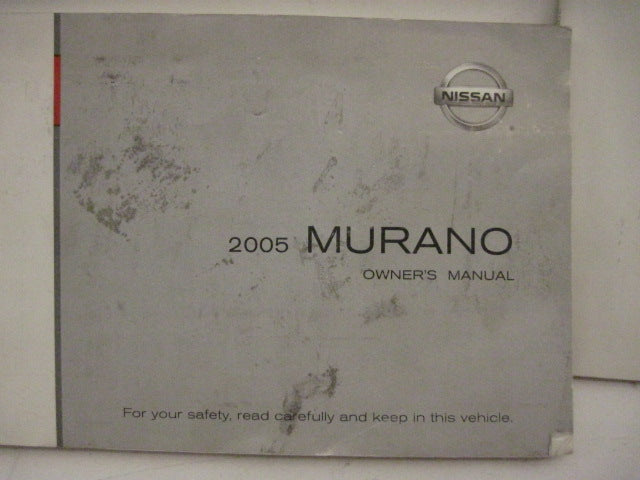 NISSAN
2005 MURANO
OWNER'S MANUAL
For your safety, read carefully and keep in this vehicle.